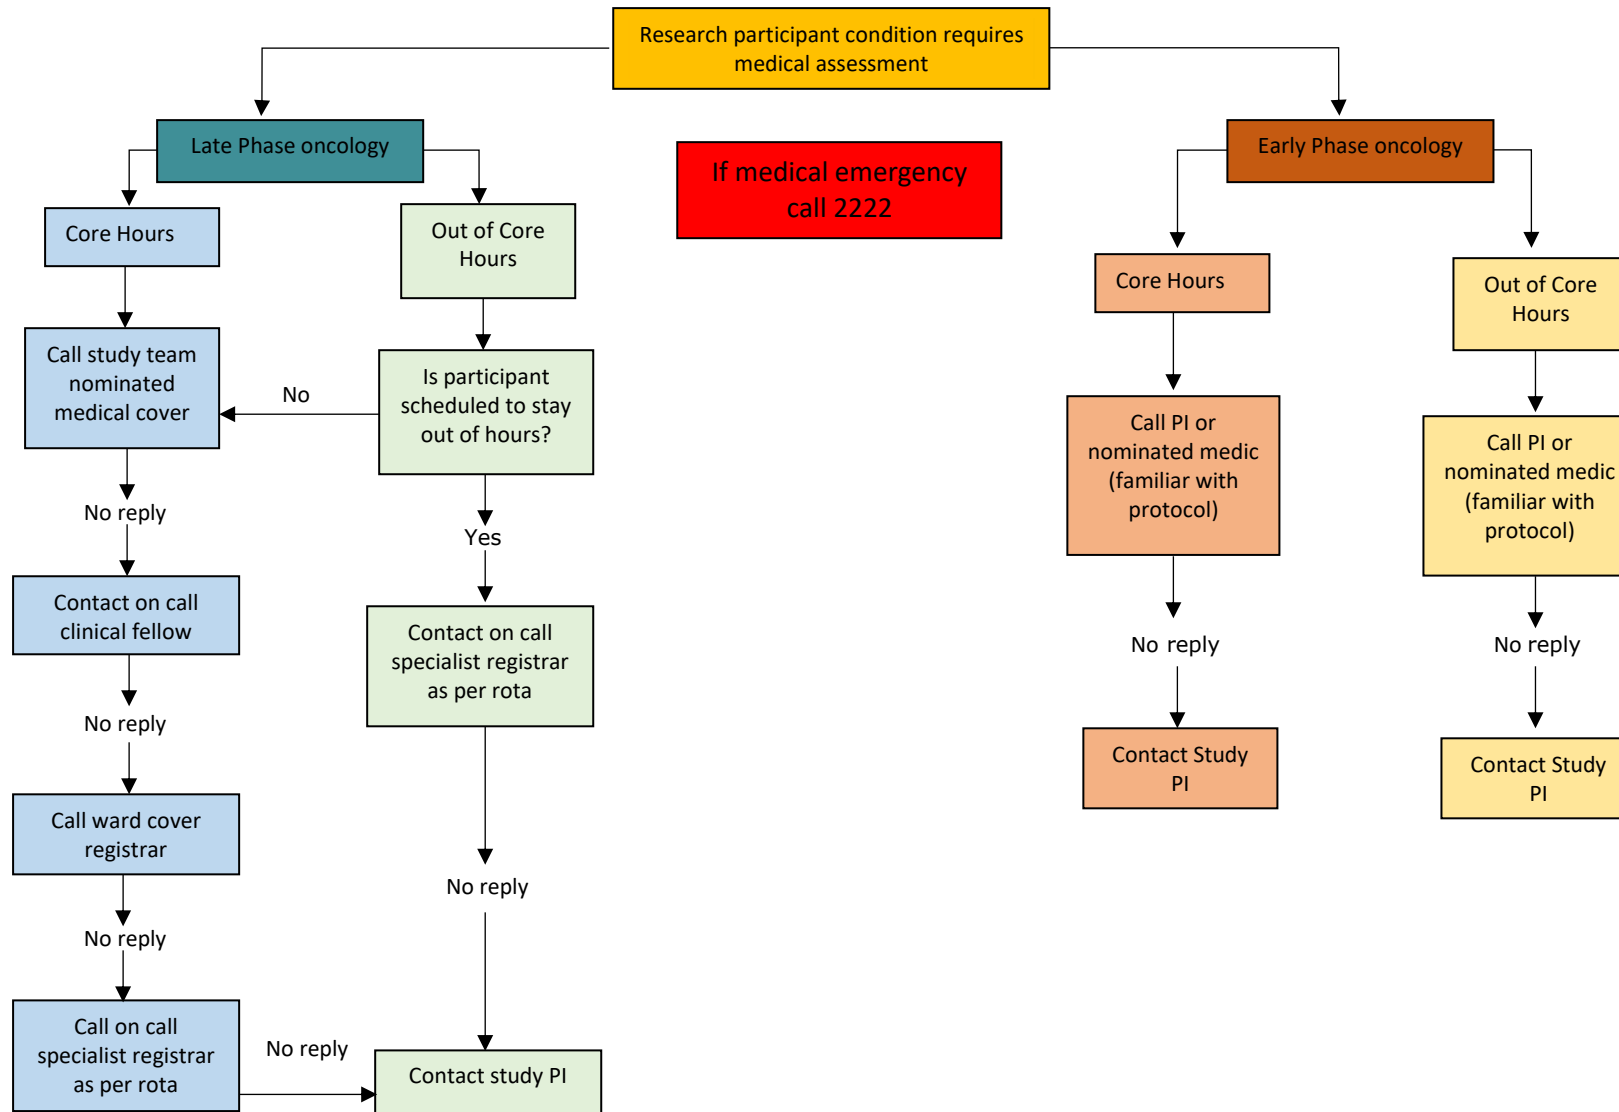 Research participant condition requires
medical assessment
Late Phase oncology
If medical emergency
call 2222
Early Phase oncology
Core Hours
Out of Core
Hours
Core Hours
Out of Core
Hours
Call study team
nominated
medical cover
No
Is participant
scheduled to stay
out of hours?
Call PI or
nominated medic
(familiar with
protocol)
Call PI or
nominated medic
(familiar with
protocol)
No reply
Yes
Contact on call
clinical fellow
Contact on call
specialist registrar
as per rota
No reply
No reply
No reply
Contact Study
PI
Contact Study
PI
Call ward cover
registrar
No reply
No reply
Call on call
specialist registrar
as per rota
No reply
Contact study PI